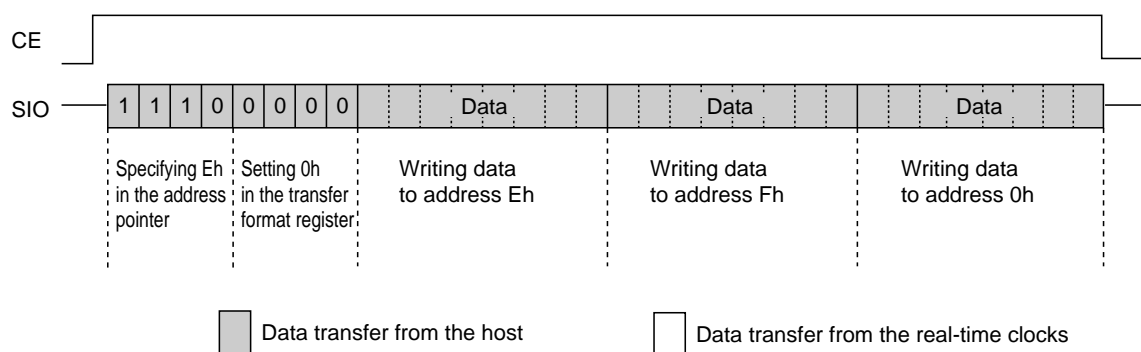 CE
SIO
1 1 1 0 0 0 0 0 Data Data Data
Specifying Eh
in the address
pointer
Setting 0h
in the transfer
format register
Writing data
to address Eh
Writing data
to address Fh
Writing data
to address 0h
Data transfer from the host
Data transfer from the real-time clocks